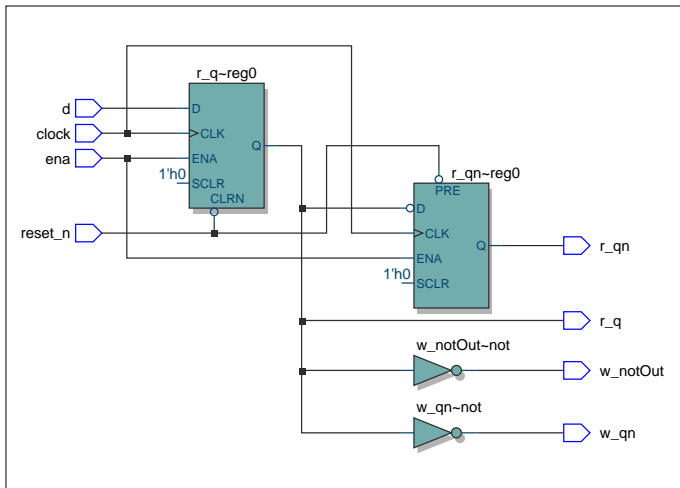 r_q~reg0
d
D
clock
CLK
Q
ena
ENA
1'h0
SCLR
CLRN
r_qn~reg0
PRE
D
reset_n
CLK
Q
r_qn
ENA
1'h0
SCLR
r_q
w_notOut~not
w_notOut
w_qn~not
w_qn